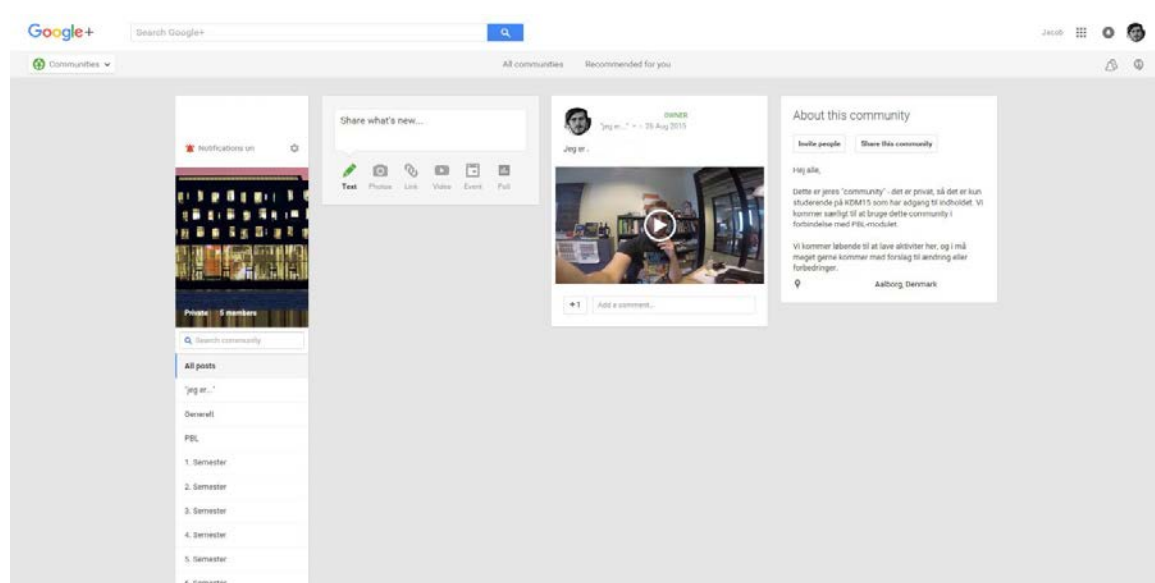 Google+
Search Google+
Jacob
Communities
All communities
Recommended for you
Notifications on
Private 5 members
Search community
All posts
"jeg er..."
Generelt
PBL
1. Semester
2. Semester
3. Semester
4. Semester
5. Semester
Share what's new...
Text Photos Link Video Event Poll
OWNER
"jeg er..." - 26 Aug 2015
Jeg er .
+1 Add a comment...
About this community
Invite people Share this community
Hej alle,
Dette er jeres "community" - det er privat, så det er kun
studerende på KDM15 som har adgang til indholdet. Vi
kommer særligt til at bruge dette community i
forbindelse med PBL-modulet.
Vi kommer løbende til at lave aktiviter her, og i må
meget gerne kommer med forslag til ændring eller
forbedringer.
Aalborg, Denmark